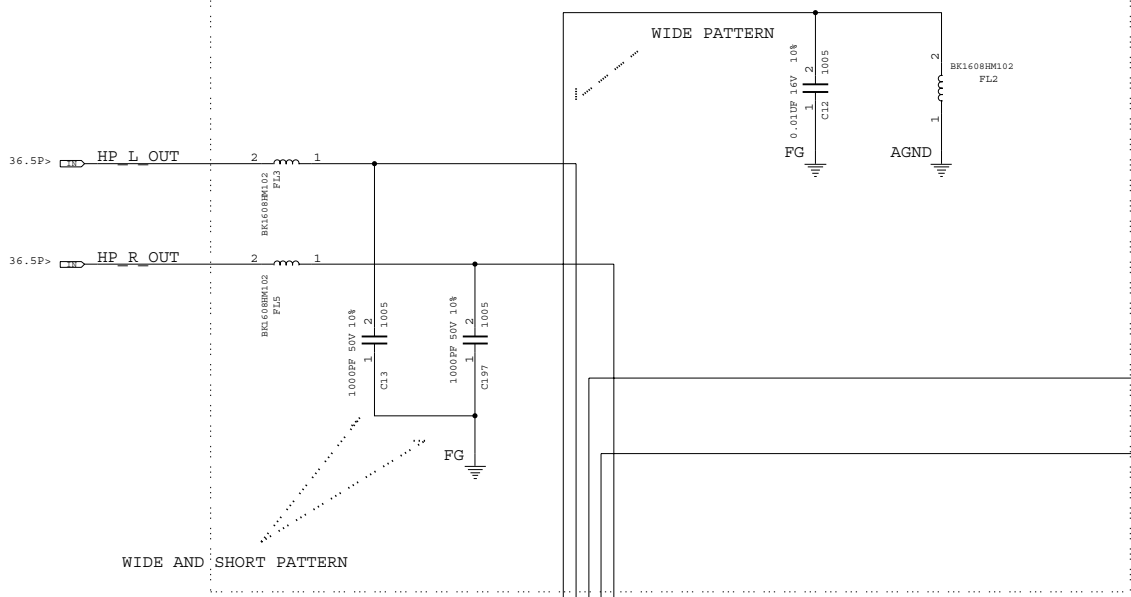 WIDE PATTERN
0.01UF 16V 10%
2
1005
1
C12
FG
2
BK1608HM102
FL2
1
AGND
36.5P> IN HP_L_OUT 2 1
BK1608HM102
FL3
36.5P> IN HP_R_OUT 2 1
BK1608HM102
FL5
1000PF 50V 10%
2
1005
1
C13
1000PF 50V 10%
2
1005
1
C197
FG
WIDE AND SHORT PATTERN